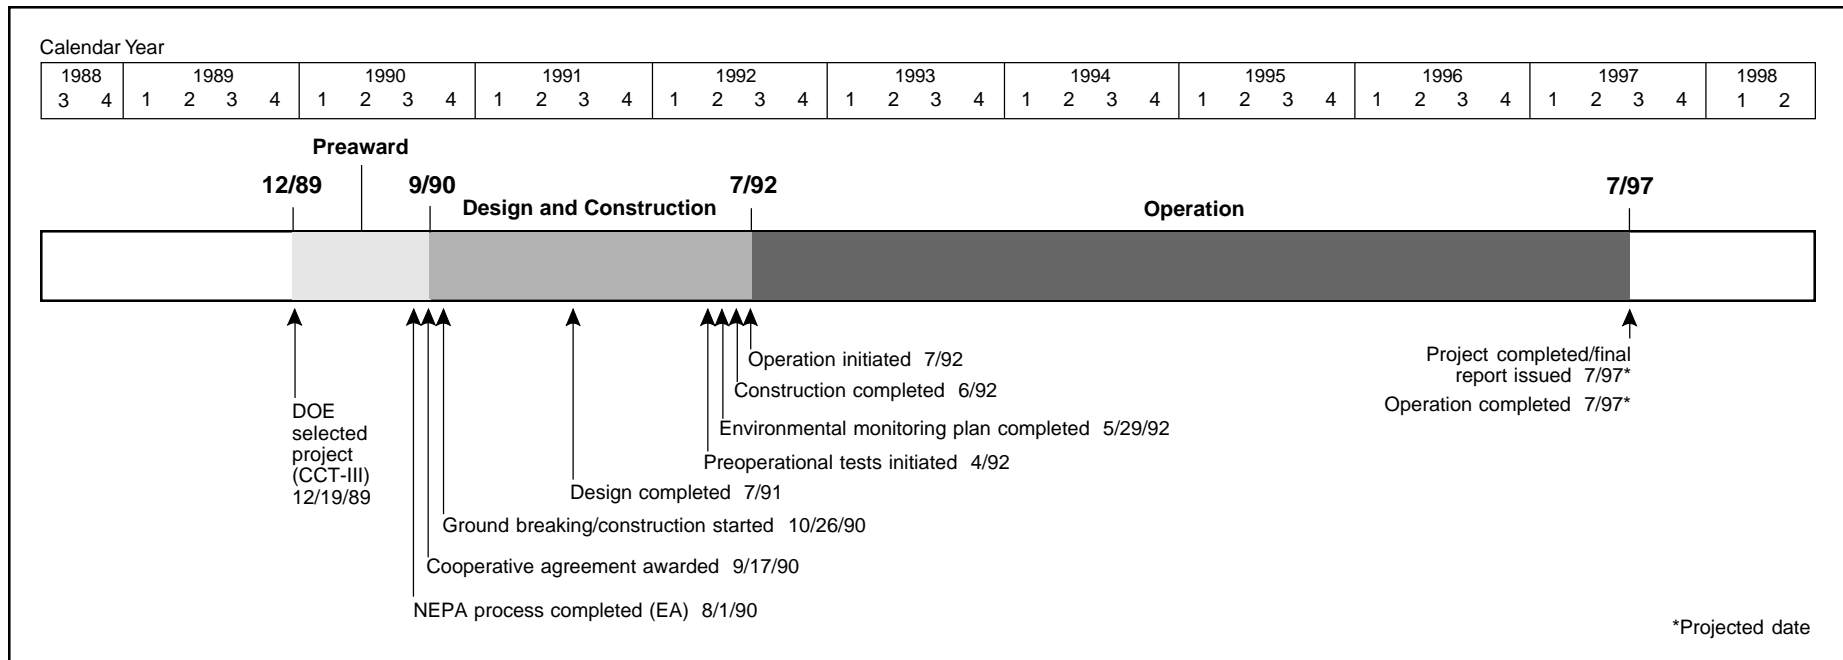 Calendar Year
1988 1989 1990 1991 1992 1993 1994 1995 1996 1997 1998
3 4 1 2 3 4 1 2 3 4 1 2 3 4 1 2 3 4 1 2 3 4 1 2 3 4 1 2 3 4 1 2 3 4 1 2 3 4 1 2
Preaward
12/89 9/90 7/92 7/97
Design and Construction Operation
Operation initiated 7/92
Construction completed 6/92
Environmental monitoring plan completed 5/29/92
Preoperational tests initiated 4/92
Design completed 7/91
Ground breaking/construction started 10/26/90
Cooperative agreement awarded 9/17/90
NEPA process completed (EA) 8/1/90
DOE
selected
project
(CCT-III)
12/19/89
Project completed/final
report issued 7/97*
Operation completed 7/97*
*Projected date